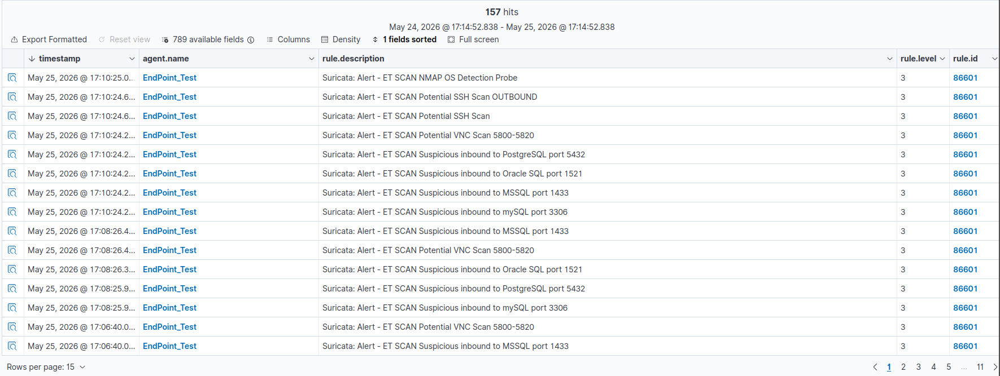 157 hits
May 24, 2026 @ 17:14:52.838 - May 25, 2026 @ 17:14:52.838
Export Formatted Reset view 789 available fields Columns Density 1 fields sorted Full screen
timestamp agent.name rule.description rule.level rule.id
May 25, 2026 @ 17:10:25.0... EndPoint_Test Suricata: Alert - ET SCAN NMAP OS Detection Probe 3 86601
May 25, 2026 @ 17:10:24.6... EndPoint_Test Suricata: Alert - ET SCAN Potential SSH Scan OUTBOUND 3 86601
May 25, 2026 @ 17:10:24.6... EndPoint_Test Suricata: Alert - ET SCAN Potential SSH Scan 3 86601
May 25, 2026 @ 17:10:24.2... EndPoint_Test Suricata: Alert - ET SCAN Potential VNC Scan 5800-5820 3 86601
May 25, 2026 @ 17:10:24.2... EndPoint_Test Suricata: Alert - ET SCAN Suspicious inbound to PostgreSQL port 5432 3 86601
May 25, 2026 @ 17:10:24.2... EndPoint_Test Suricata: Alert - ET SCAN Suspicious inbound to Oracle SQL port 1521 3 86601
May 25, 2026 @ 17:10:24.2... EndPoint_Test Suricata: Alert - ET SCAN Suspicious inbound to MSSQL port 1433 3 86601
May 25, 2026 @ 17:10:24.2... EndPoint_Test Suricata: Alert - ET SCAN Suspicious inbound to mySQL port 3306 3 86601
May 25, 2026 @ 17:08:26.4... EndPoint_Test Suricata: Alert - ET SCAN Suspicious inbound to MSSQL port 1433 3 86601
May 25, 2026 @ 17:08:26.4... EndPoint_Test Suricata: Alert - ET SCAN Potential VNC Scan 5800-5820 3 86601
May 25, 2026 @ 17:08:26.3... EndPoint_Test Suricata: Alert - ET SCAN Suspicious inbound to Oracle SQL port 1521 3 86601
May 25, 2026 @ 17:08:25.9... EndPoint_Test Suricata: Alert - ET SCAN Suspicious inbound to PostgreSQL port 5432 3 86601
May 25, 2026 @ 17:08:25.9... EndPoint_Test Suricata: Alert - ET SCAN Suspicious inbound to mySQL port 3306 3 86601
May 25, 2026 @ 17:06:40.0... EndPoint_Test Suricata: Alert - ET SCAN Potential VNC Scan 5800-5820 3 86601
May 25, 2026 @ 17:06:40.0... EndPoint_Test Suricata: Alert - ET SCAN Suspicious inbound to MSSQL port 1433 3 86601
Rows per page: 15 1 2 3 4 5 ... 11